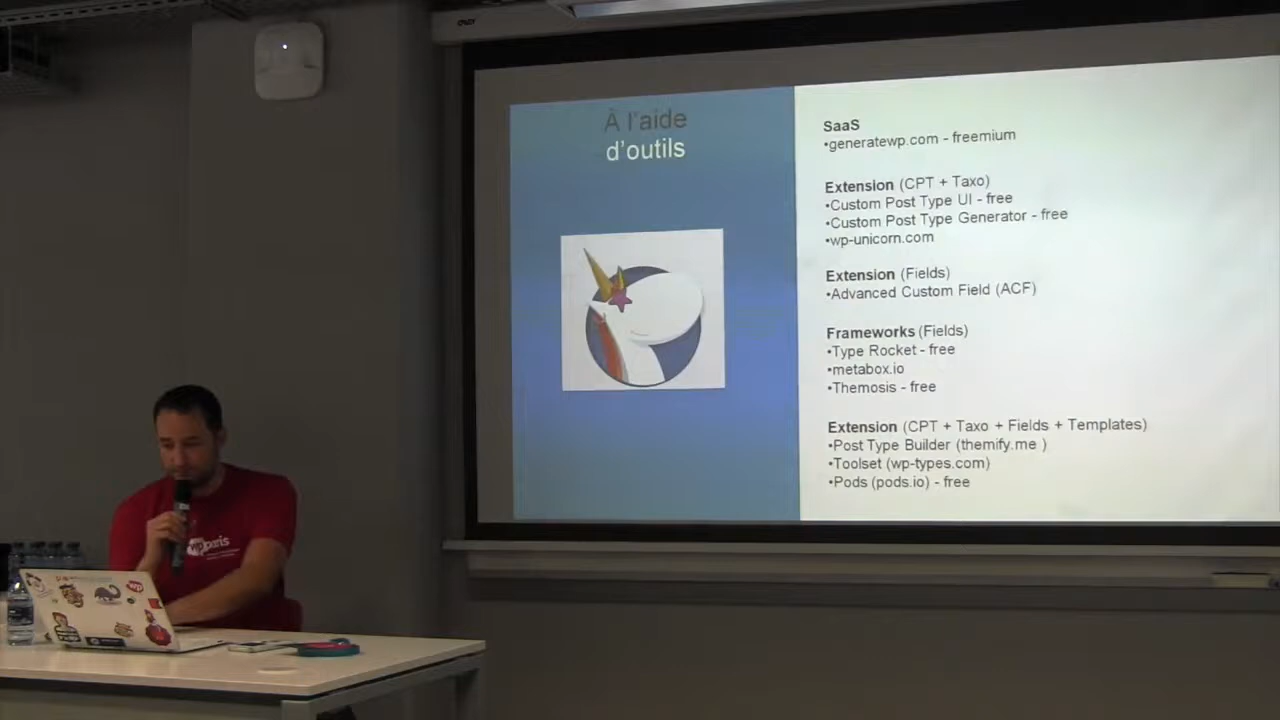 À l'aide
d'outils
SaaS
•generatewp.com - freemium
Extension (CPT + Taxo)
•Custom Post Type UI - free
•Custom Post Type Generator - free
•wp-unicorn.com
Extension (Fields)
•Advanced Custom Field (ACF)
Frameworks (Fields)
•Type Rocket - free
•metabox.io
•Themosis - free
Extension (CPT + Taxo + Fields + Templates)
•Post Type Builder (themify.me )
•Toolset (wp-types.com)
•Pods (pods.io) - free
wpparis
wp